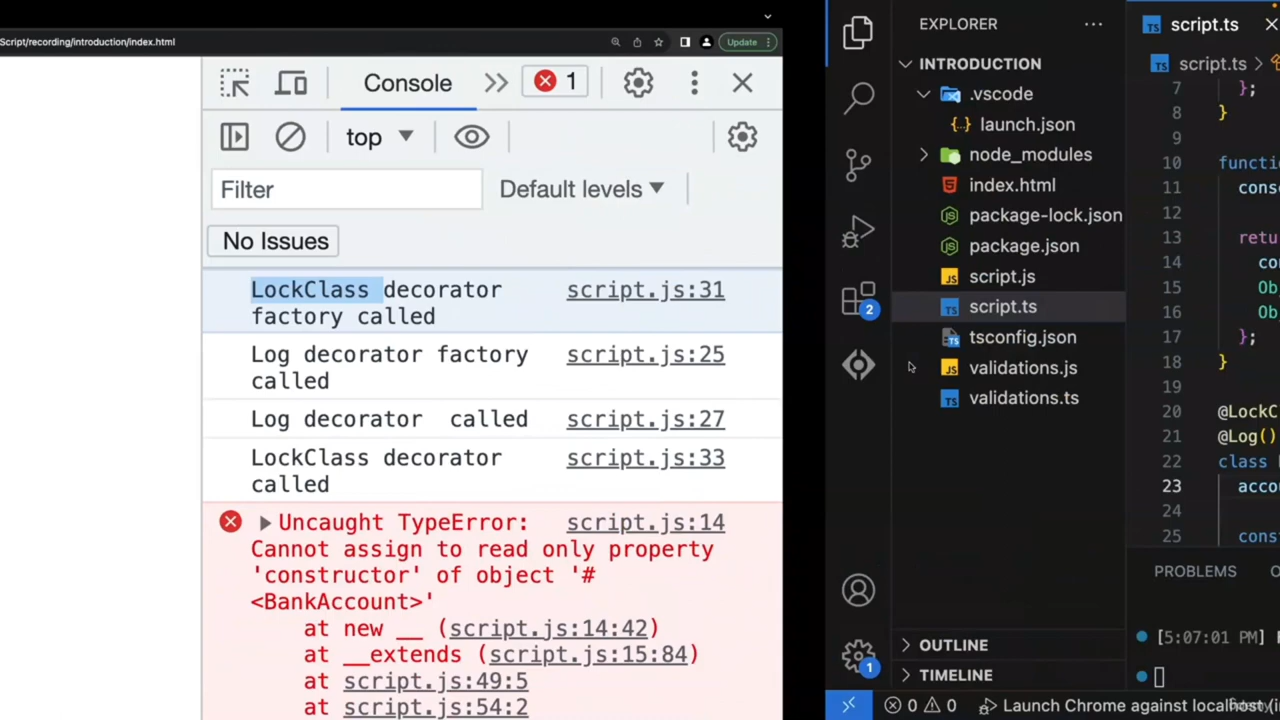 Script/recording/introduction/index.html
Update
Console
1
top
Filter
Default levels
No Issues
LockClass decorator factory called script.js:31
Log decorator factory called script.js:25
Log decorator  called script.js:27
LockClass decorator called script.js:33
Uncaught TypeError: script.js:14
Cannot assign to read only property
'constructor' of object '#
<BankAccount>'
at new __ (script.js:14:42)
at __extends (script.js:15:84)
at script.js:49:5
at script.js:54:2
EXPLORER
INTRODUCTION
.vscode
launch.json
node_modules
index.html
package-lock.json
package.json
script.js
script.ts
tsconfig.json
validations.js
validations.ts
OUTLINE
TIMELINE
2
1
script.ts
script.ts
7 };
8 }
9
10 functi
11 cons
12
13 retu
14 co
15 Ob
16 Ob
17 };
18 }
19
20 @LockC
21 @Log()
22 class
23 accou
24
25 const
PROBLEMS
[5:07:01 PM]
0 0 Launch Chrome against localh